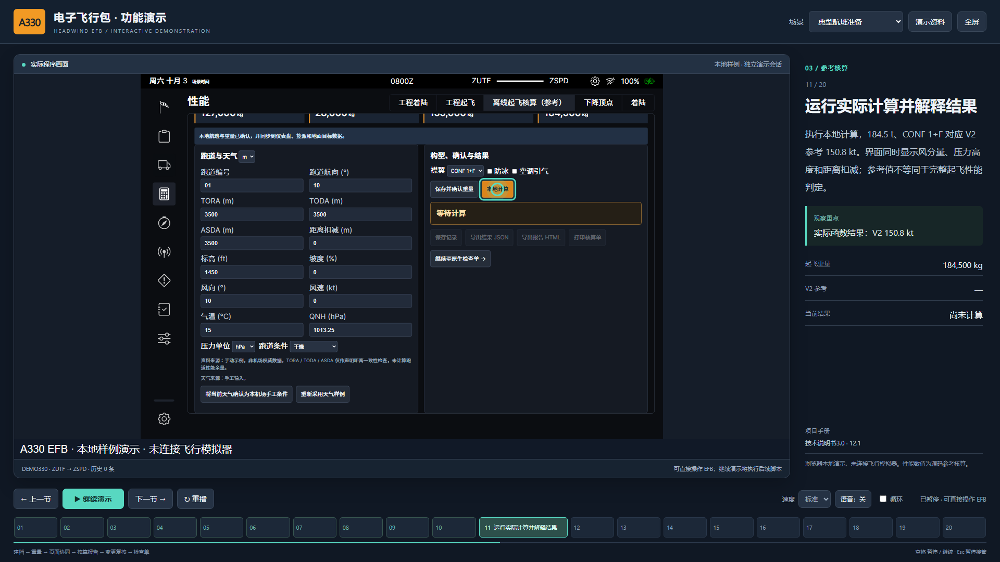 A330
电子飞行包 · 功能演示
HEADWIND EFB / INTERACTIVE DEMONSTRATION
场景
典型航班准备
演示资料
全屏
实际程序画面
本地样例 · 独立演示会话
周六 十月 3 场景时间
0800Z
ZUTF
ZSPD
100%
性能
工程着陆
工程起飞
离线起飞核算（参考）
下降顶点
着陆
本地航班与重量已确认，并同步到仪表盘、签派和地面目标数据。
跑道与天气 m
跑道编号
跑道航向 (°)
01
10
TORA (m)
TODA (m)
3500
3500
ASDA (m)
距离扣减 (m)
3500
0
标高 (ft)
坡度 (%)
1450
0
风向 (°)
风速 (kt)
10
0
气温 (°C)
QNH (hPa)
15
1013.25
压力单位 hPa 跑道条件 干燥
资料来源：手动示例，非机场权威数据。TORA / TODA / ASDA 仅作声明距离一致性检查，未计算跑
道性能余量。
天气来源：手工输入。
将当前天气确认为本机场手工条件
重新采用天气样例
构型、确认与结果
襟翼 CONF 1+F 防冰 空调引气
保存并确认重量
本地计算
等待计算
保存记录
导出结果 JSON
导出报告 HTML
打印核算单
继续至原生检查单 →
A330 EFB · 本地样例演示 · 未连接飞行模拟器
DEMO330 · ZUTF → ZSPD · 历史 0 条
可直接操作 EFB；继续演示将执行后续脚本
03 / 参考核算
11 / 20
运行实际计算并解释结果
执行本地计算，184.5 t、CONF 1+F 对应 V2
参考 150.8 kt。界面同时显示风分量、压力高
度和距离扣减；参考值不等同于完整起飞性能
判定。
观察重点
实际函数结果：V2 150.8 kt
起飞重量
184,500 kg
V2 参考
—
当前结果
尚未计算
项目手册
技术说明书3.0 · 12.1
浏览器本地演示，未连接飞行模拟器。性能数值为源码参考核算。
← 上一节
▶ 继续演示
下一节 →
↻ 重播
速度
标准
语音：关
循环
已暂停 · 可直接操作 EFB
01
02
03
04
05
06
07
08
09
10
11 运行实际计算并解释结果
12
13
14
15
16
17
18
19
20
建档 → 重量 → 页面协同 → 核算报告 → 变更复核 → 检查单
空格 暂停 / 继续 · Esc 暂停接管